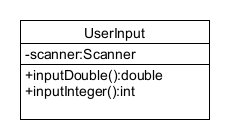 UserInput
-scanner:Scanner
+inputDouble():double
+inputInteger():int